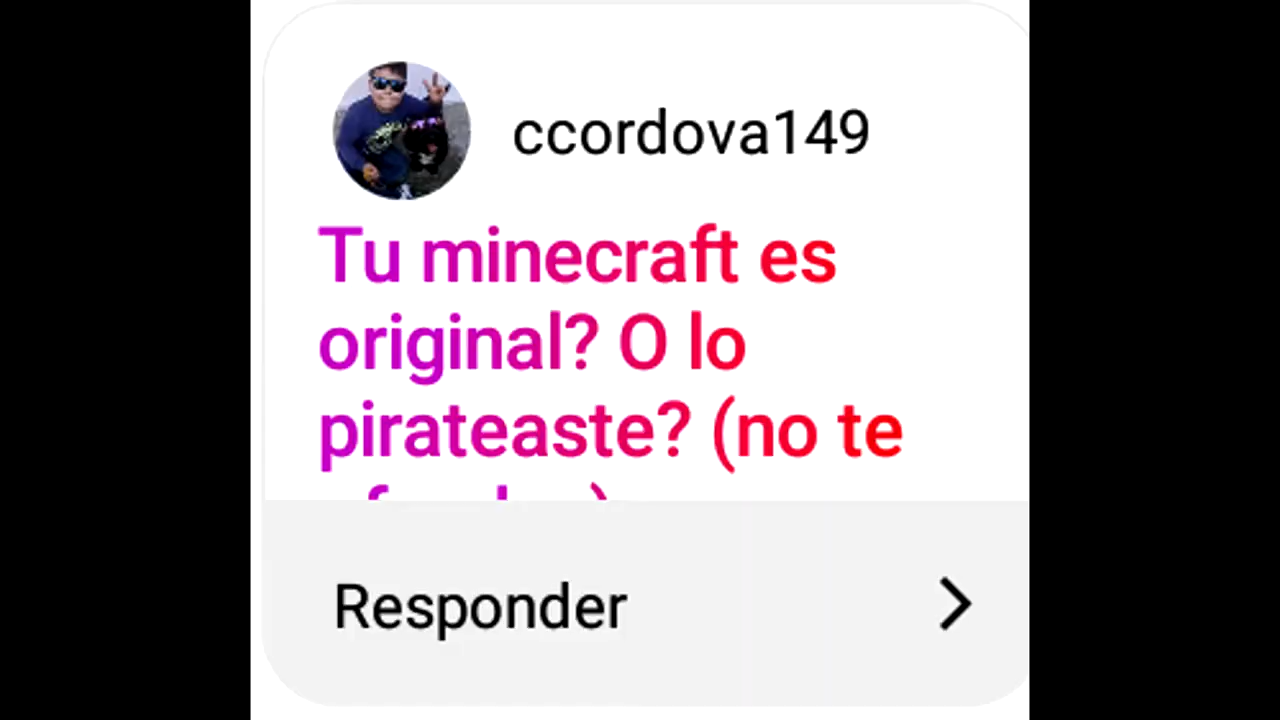 ccordova149
Tu minecraft es
original? O lo
pirateaste? (no te
Responder